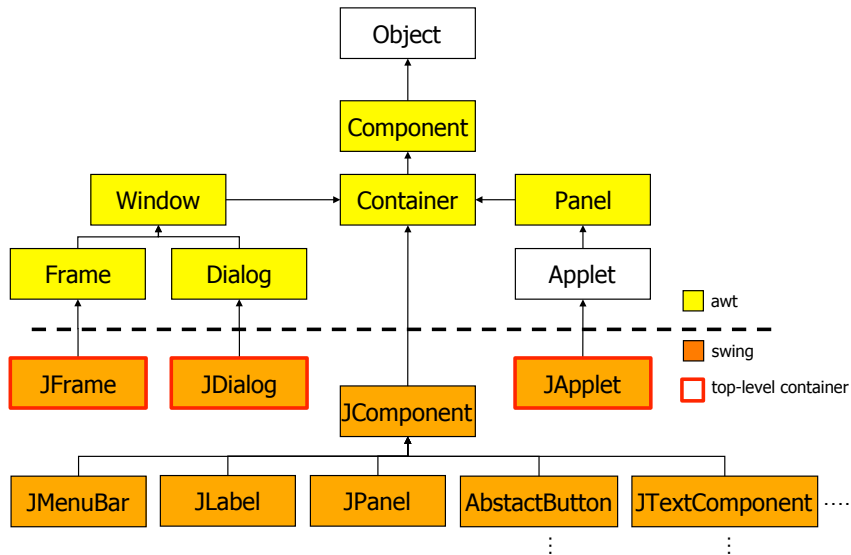 Object
Component
Window
Container
Panel
Frame
Dialog
Applet
awt
swing
JFrame
JDialog
JApplet
top-level container
JComponent
JMenuBar
JLabel
JPanel
AbstactButton
JTextComponent